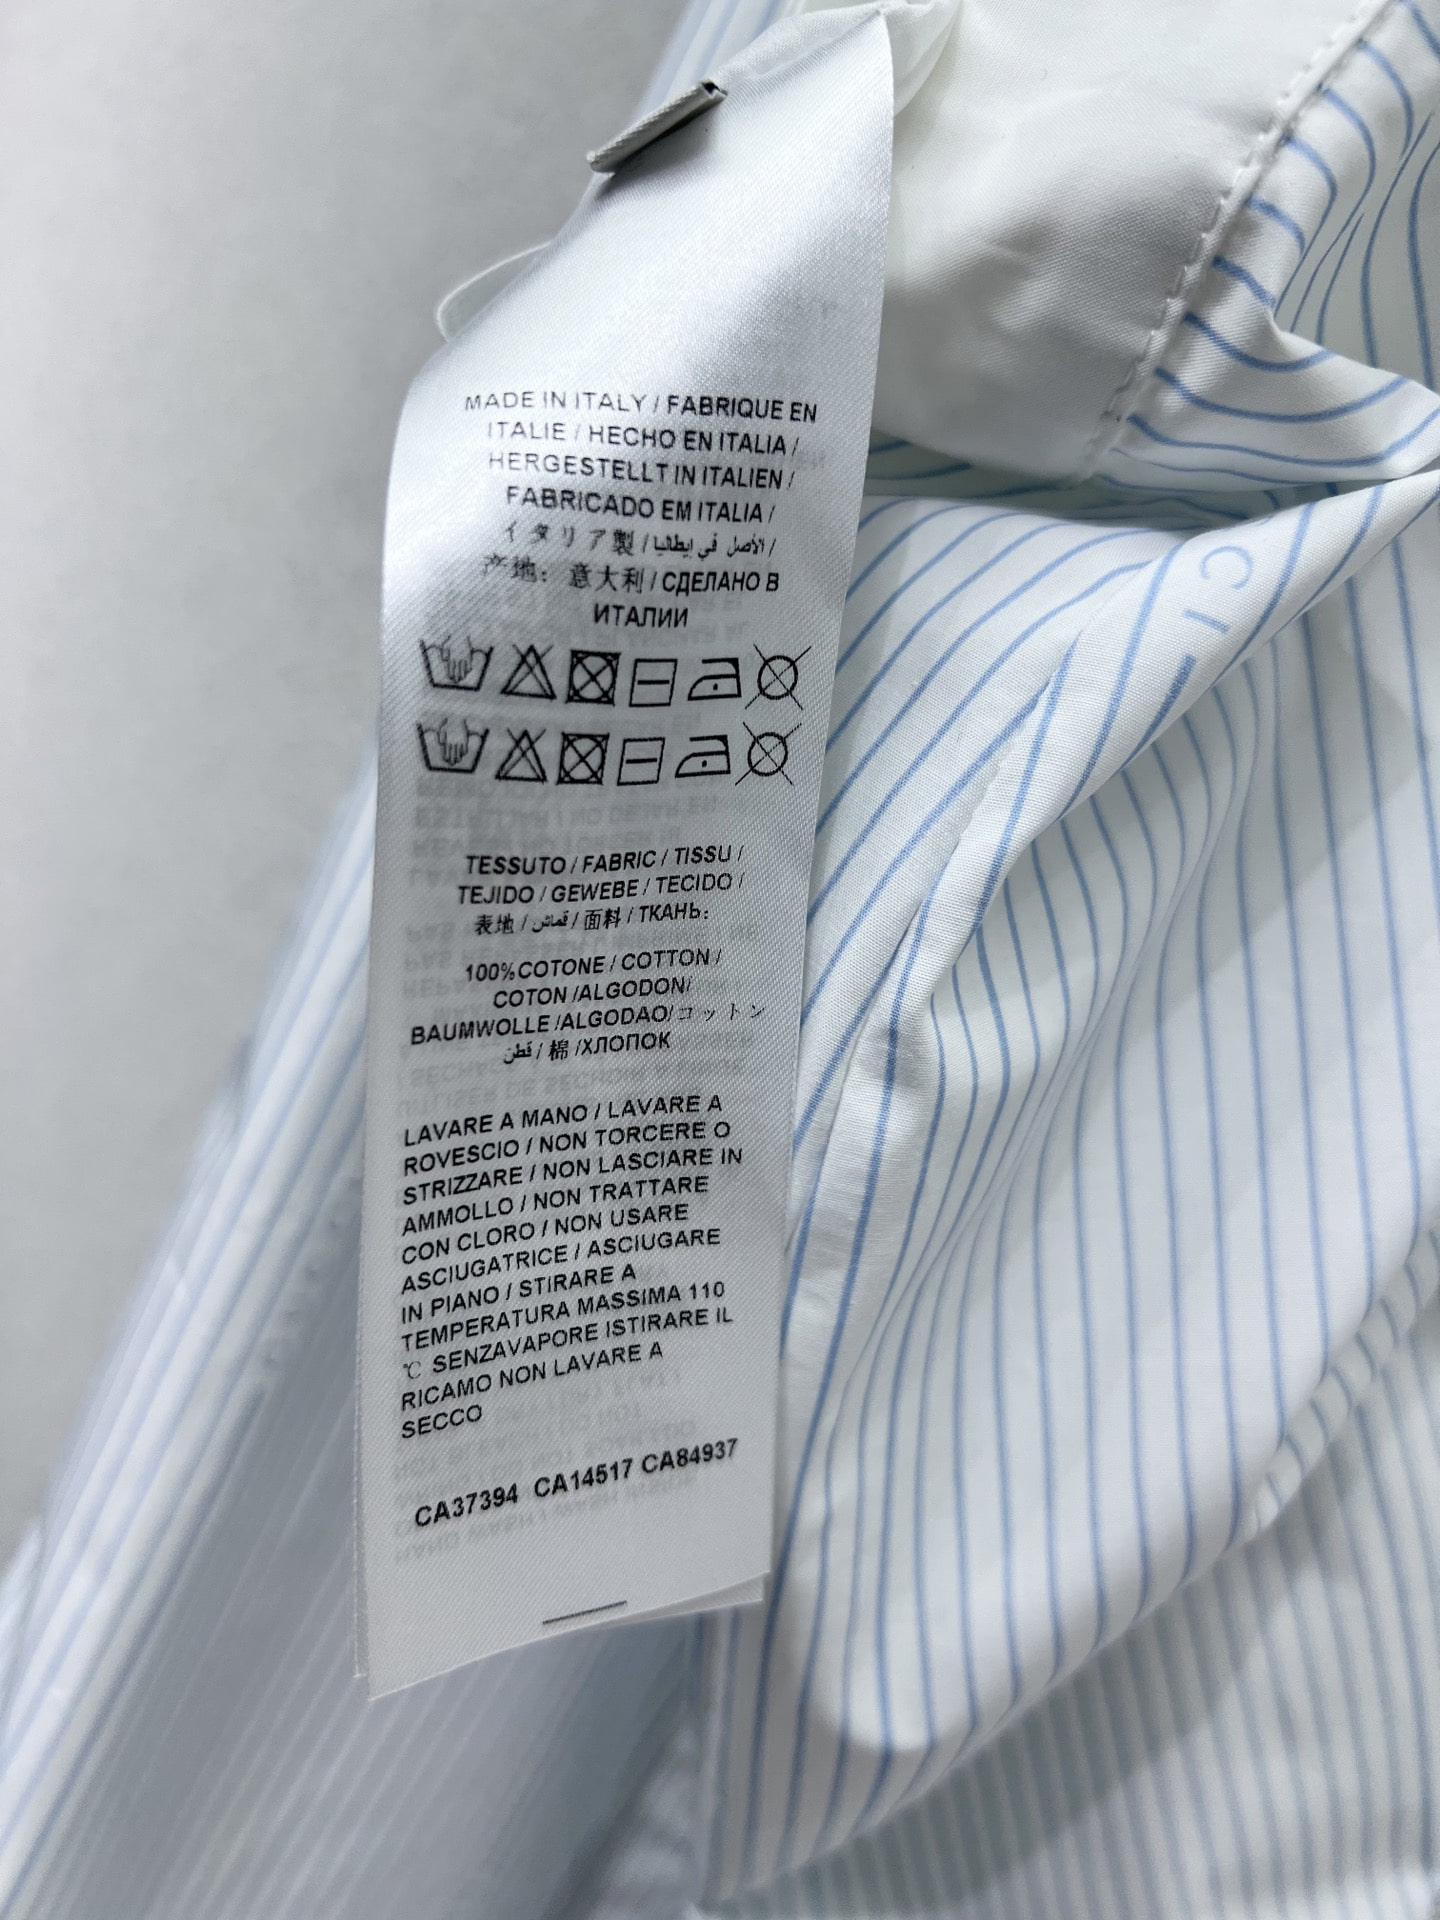 MADE IN ITALY / FABRIQUE EN
ITALIE / HECHO EN ITALIA /
HERGESTELLT IN ITALIEN /
FABRICADO EM ITALIA /
イタリア製 / الأصل في إيطاليا /
产地：意大利 / СДЕЛАНО В
ИТАЛИИ
TESSUTO / FABRIC / TISSU /
TEJIDO / GEWEBE / TECIDO /
表地 / قماش / 面料 / ТКАНЬ:
100%COTONE / COTTON /
COTON /ALGODON/
BAUMWOLLE /ALGODAO/コットン
قطن / 棉 /ХЛОПОК
LAVARE A MANO / LAVARE A
ROVESCIO / NON TORCERE O
STRIZZARE / NON LASCIARE IN
AMMOLLO / NON TRATTARE
CON CLORO / NON USARE
ASCIUGATRICE / ASCIUGARE
IN PIANO / STIRARE A
TEMPERATURA MASSIMA 110
℃ SENZAVAPORE ISTIRARE IL
RICAMO NON LAVARE A
SECCO
CA37394 CA14517 CA84937